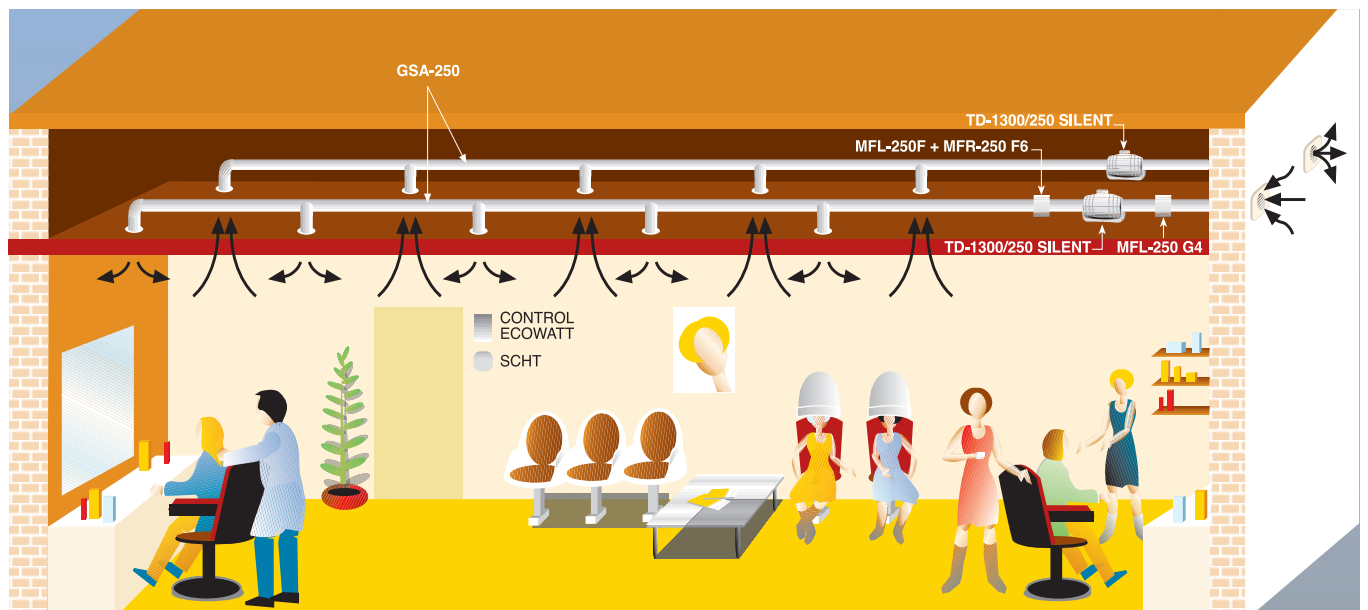 GSA-250
TD-1300/250 SILENT
MFL-250F + MFR-250 F6
TD-1300/250 SILENT
MFL-250 G4
CONTROL
ECOWATT
SCHT